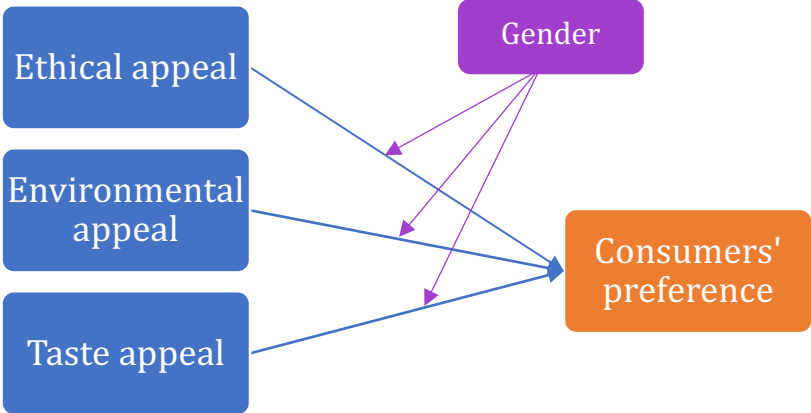 Ethical appeal
Gender
Environmental
appeal
Consumers'
preference
Taste appeal